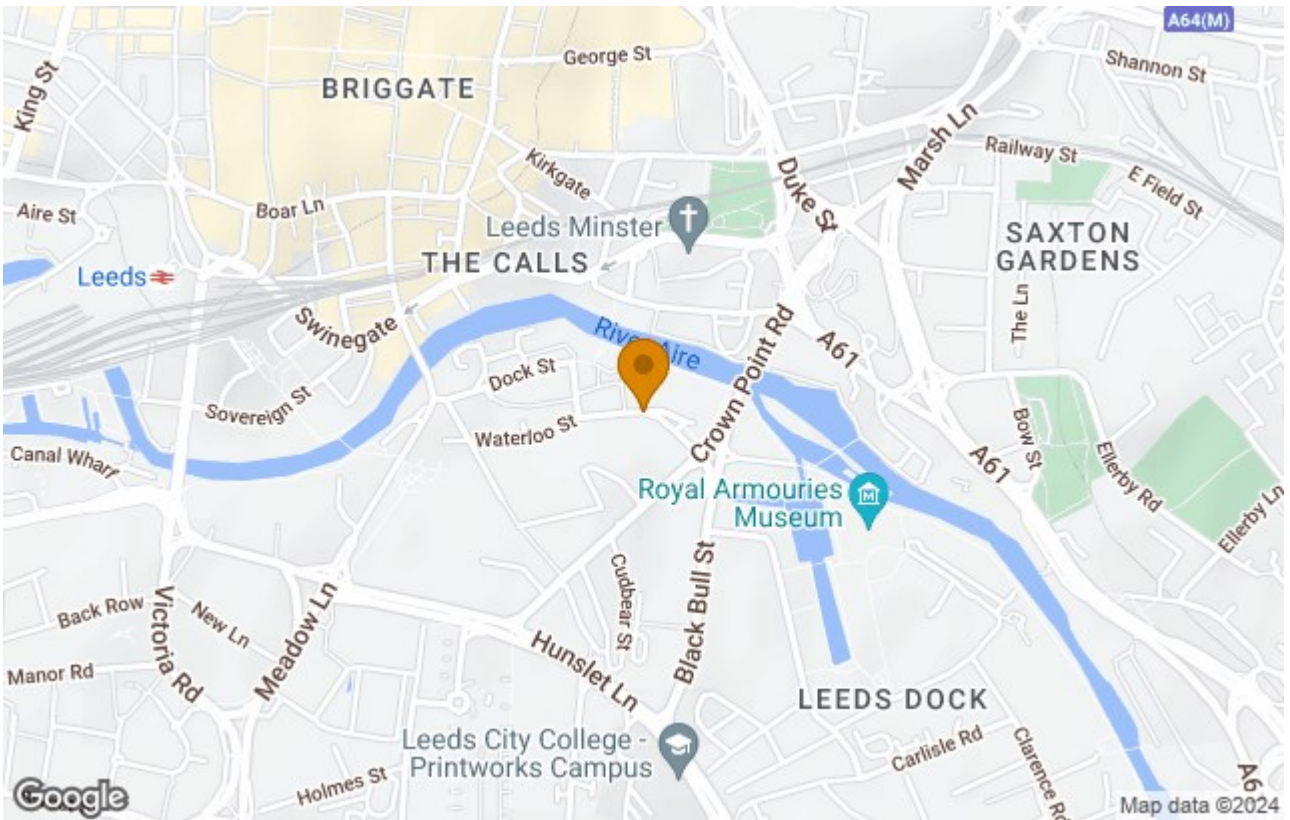 A64(M)
George St
Shannon St
King St
BRIGGATE
Marsh Ln
Railway St
Kirkgate
Duke St
E Field St
Aire St
Boar Ln
Leeds Minster
SAXTON
GARDENS
THE CALLS
Leeds
The Ln
Swinegate
River Aire
Crown Point Rd
A61
Dock St
Sovereign St
Waterloo St
Bow St
Canal Wharf
A61
Ellerby Rd
Royal Armouries
Museum
Ellerby Ln
Cudbear St
Black Bull St
Back Row
New Ln
Victoria Rd
Meadow Ln
Hunslet Ln
Manor Rd
LEEDS DOCK
Leeds City College -
Printworks Campus
Carlisle Rd
Clarence Rd
Holmes St
A6
Google
Map data ©2024